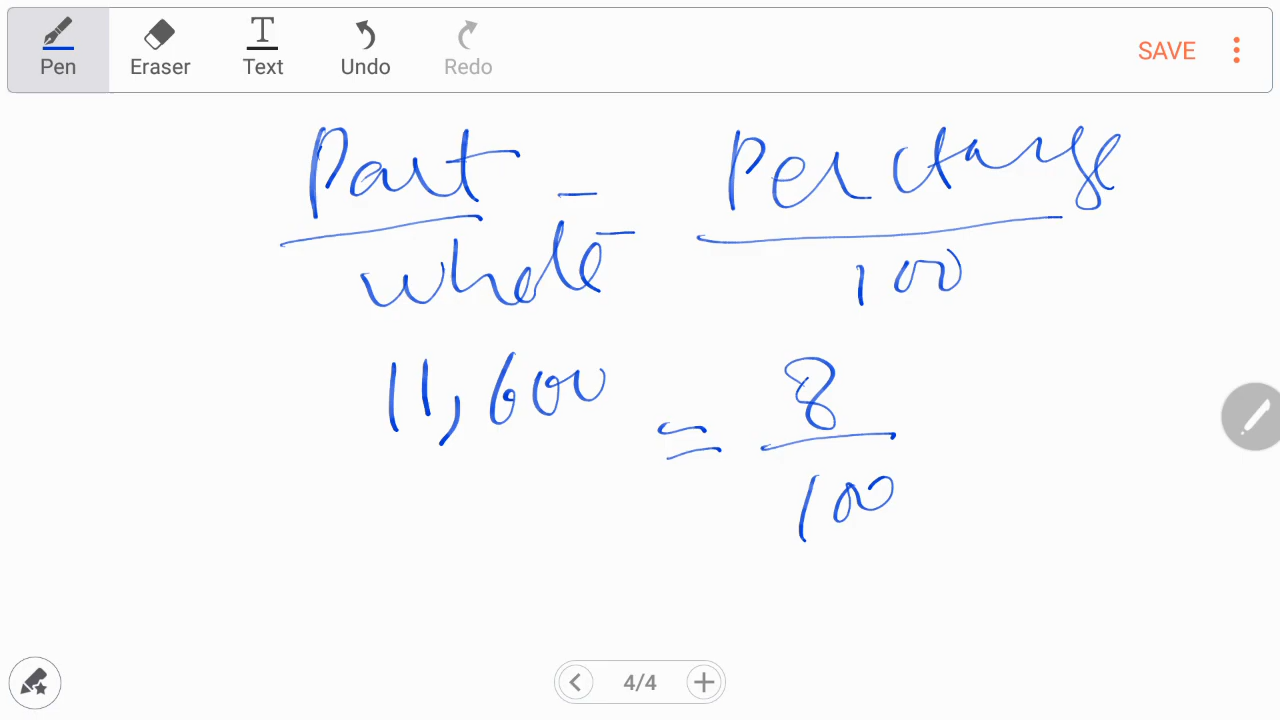 Pen Eraser Text Undo Redo SAVE
Part = Percentage
whole 100
11,600 = 8
100
4/4